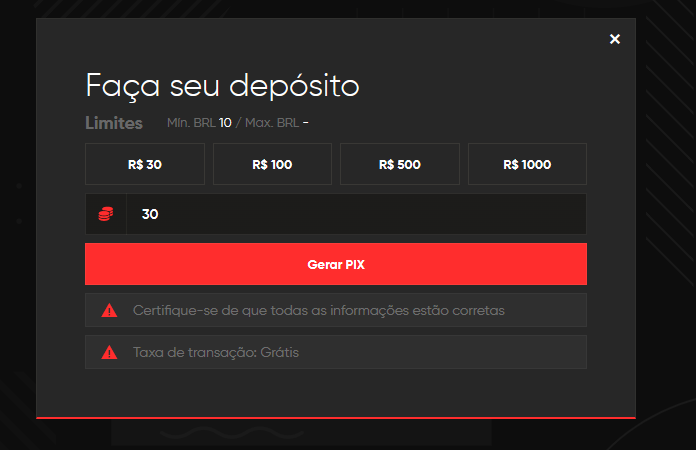 ×
Faça seu depósito
Limites Mín. BRL 10 / Max. BRL -
R$ 30 R$ 100 R$ 500 R$ 1000
30
Gerar PIX
Certifique-se de que todas as informações estão corretas
Taxa de transação: Grátis